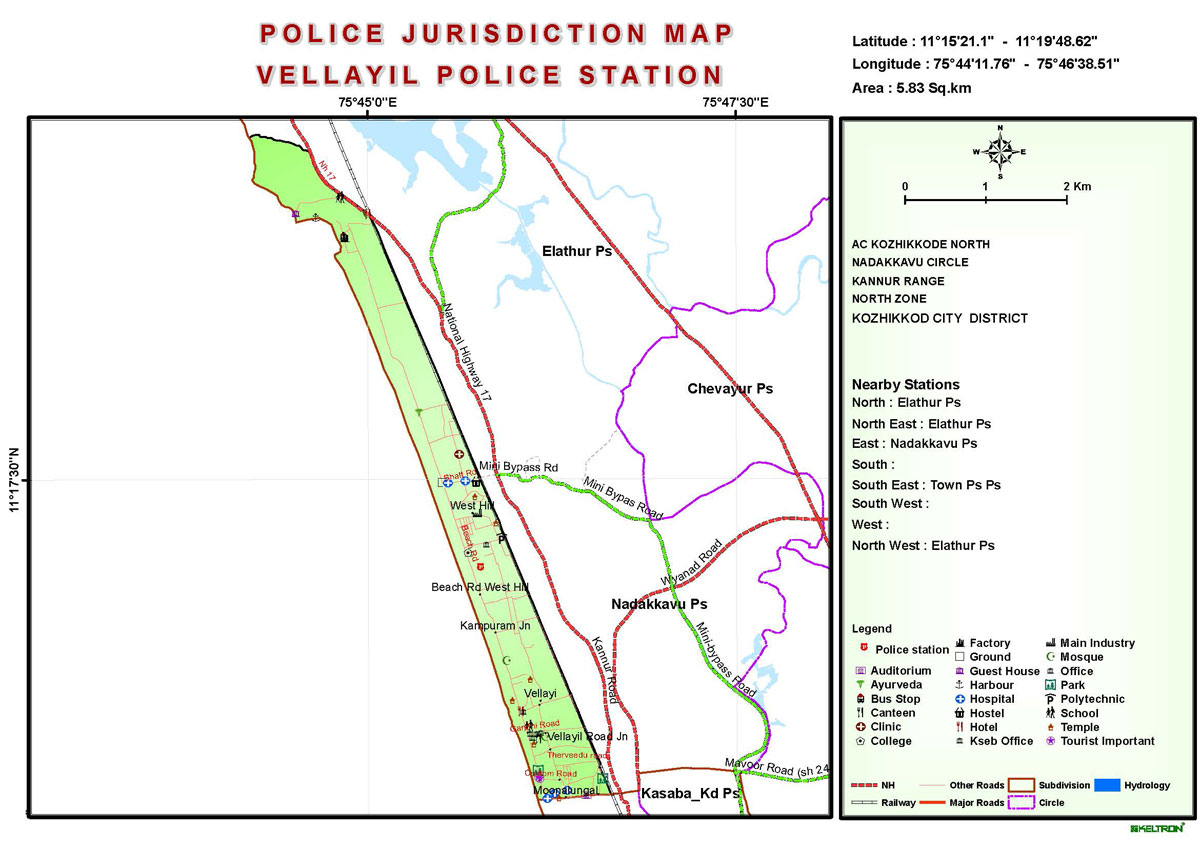 POLICE JURISDICTION MAP
VELLAYIL POLICE STATION
Latitude : 11°15'21.1" - 11°19'48.62"
Longitude : 75°44'11.76" - 75°46'38.51"
Area : 5.83 Sq.km
75°45'0"E
75°47'30"E
11°17'30"N
Nh 17
Elathur Ps
National Highway 17
Chevayur Ps
Mini Bypass Rd
Bhatt Rd
Mini Bypas Road
West Hill
Beach Rd
Wyanad Road
Beach Rd West Hill
Nadakkavu Ps
Kampuram Jn
Mini-bypass Road
Kannur Road
Vellayi
Gandhi Road
Vellayil Road Jn
Therveedu road
Custom Road
Mavoor Road (sh 24
Moonalungal
Kasaba_Kd Ps
N
W
E
S
0
1
2 Km
AC KOZHIKKODE NORTH
NADAKKAVU CIRCLE
KANNUR RANGE
NORTH ZONE
KOZHIKKOD CITY DISTRICT
Nearby Stations
North : Elathur Ps
North East : Elathur Ps
East : Nadakkavu Ps
South :
South East : Town Ps Ps
South West :
West :
North West : Elathur Ps
Legend
Police station
Auditorium
Ayurveda
Bus Stop
Canteen
Clinic
College
Factory
Ground
Guest House
Harbour
Hospital
Hostel
Hotel
Kseb Office
Main Industry
Mosque
Office
Park
Polytechnic
School
Temple
Tourist Important
NH
Other Roads
Subdivision
Hydrology
Railway
Major Roads
Circle
KELTRON